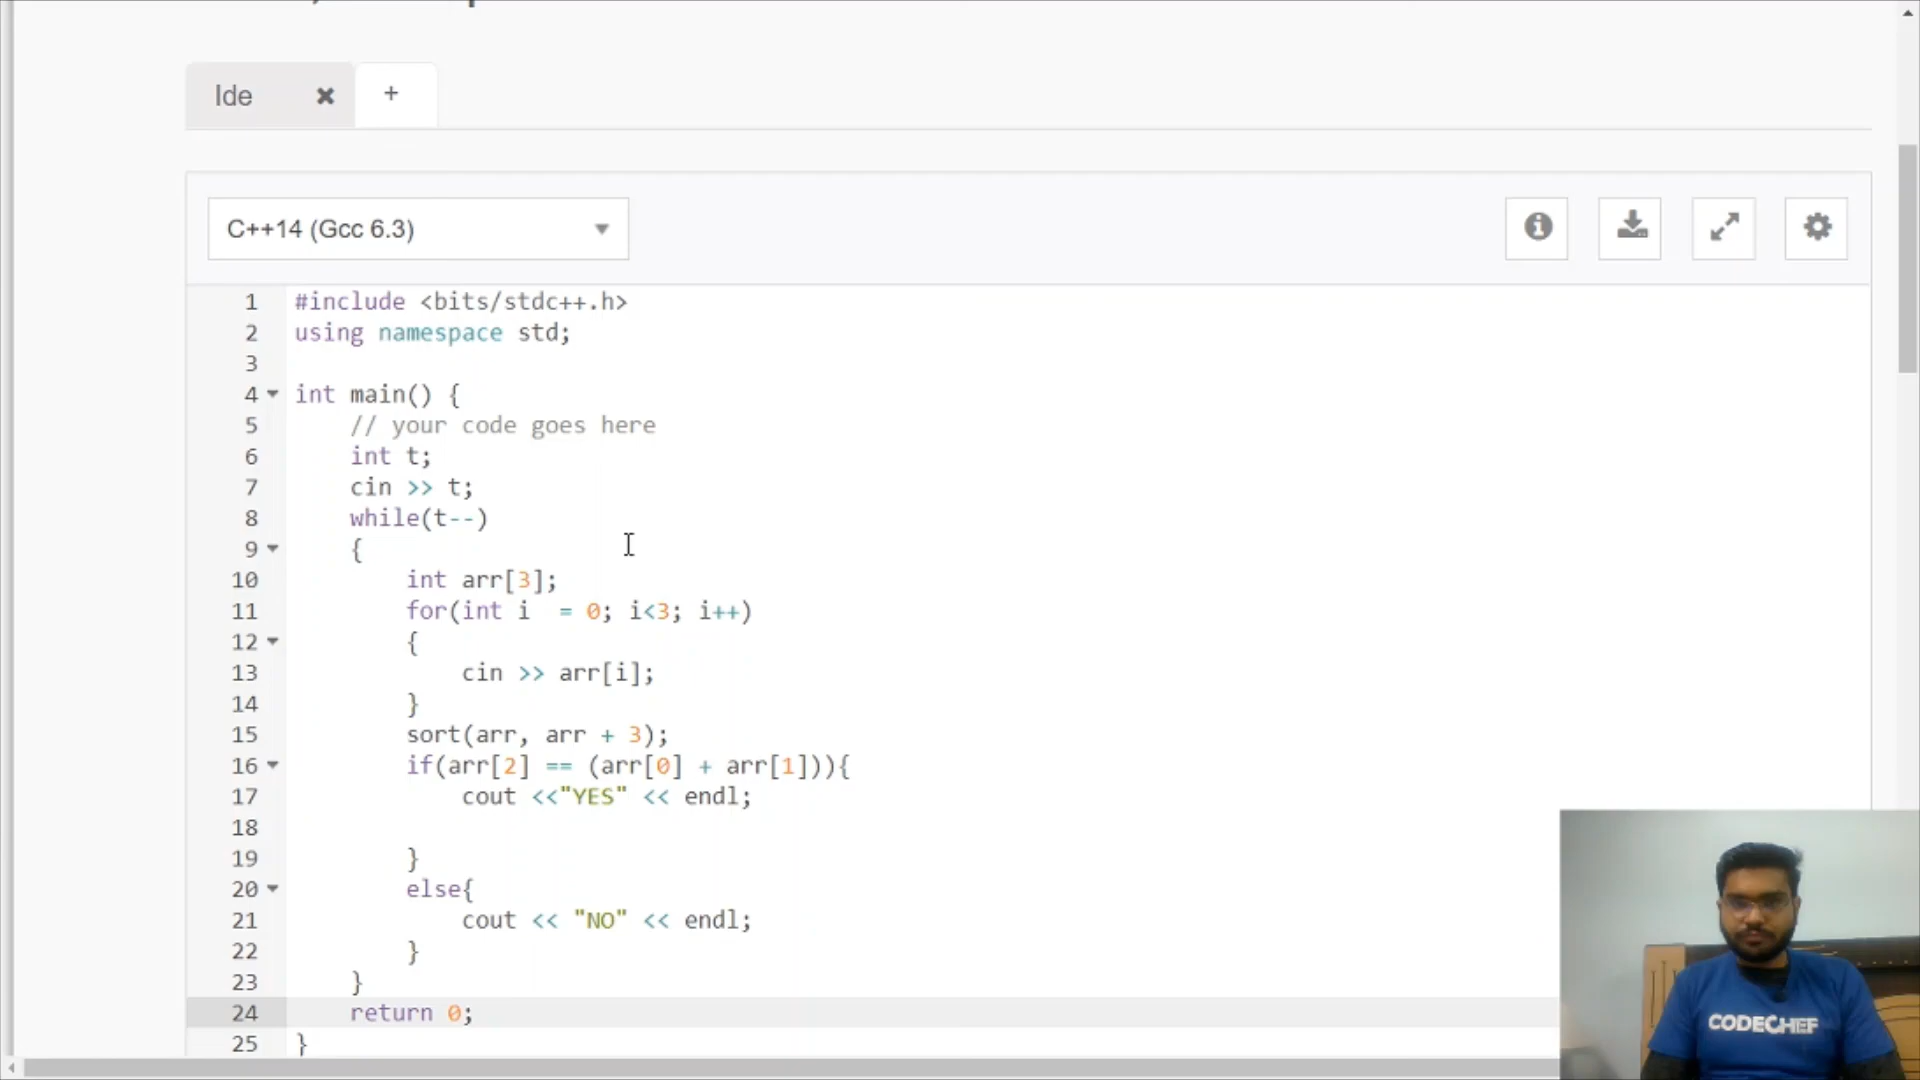 Ide ✖ +
C++14 (Gcc 6.3)
1 #include <bits/stdc++.h>
2 using namespace std;
3
4 int main() {
5 // your code goes here
6 int t;
7 cin >> t;
8 while(t--)
9 {
10 int arr[3];
11 for(int i  = 0; i<3; i++)
12 {
13 cin >> arr[i];
14 }
15 sort(arr, arr + 3);
16 if(arr[2] == (arr[0] + arr[1])){
17 cout <<"YES" << endl;
18
19 }
20 else{
21 cout << "NO" << endl;
22 }
23 }
24 return 0;
25 }
CODECHEF